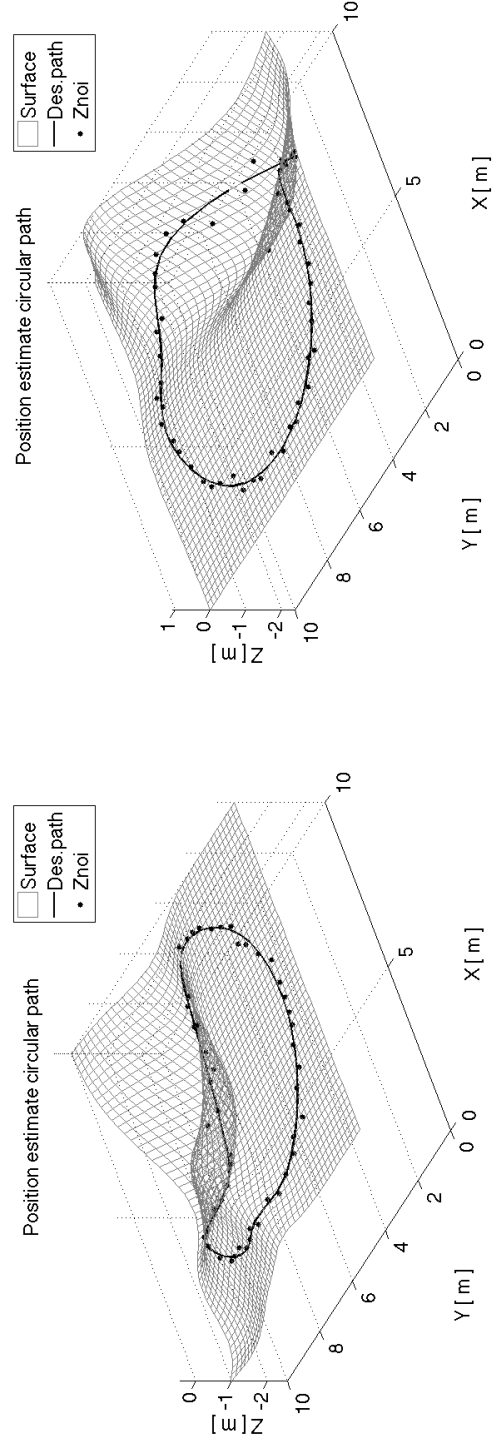 Position estimate circular path
Surface
Des.path
Znoi
0
-1
-2
Z[m]
10
8
6
4
2
0
Y[m]
0
5
10
X[m]
Position estimate circular path
Surface
Des.path
Znoi
1
0
-1
-2
Z[m]
10
8
6
4
2
0
Y[m]
0
5
10
X[m]